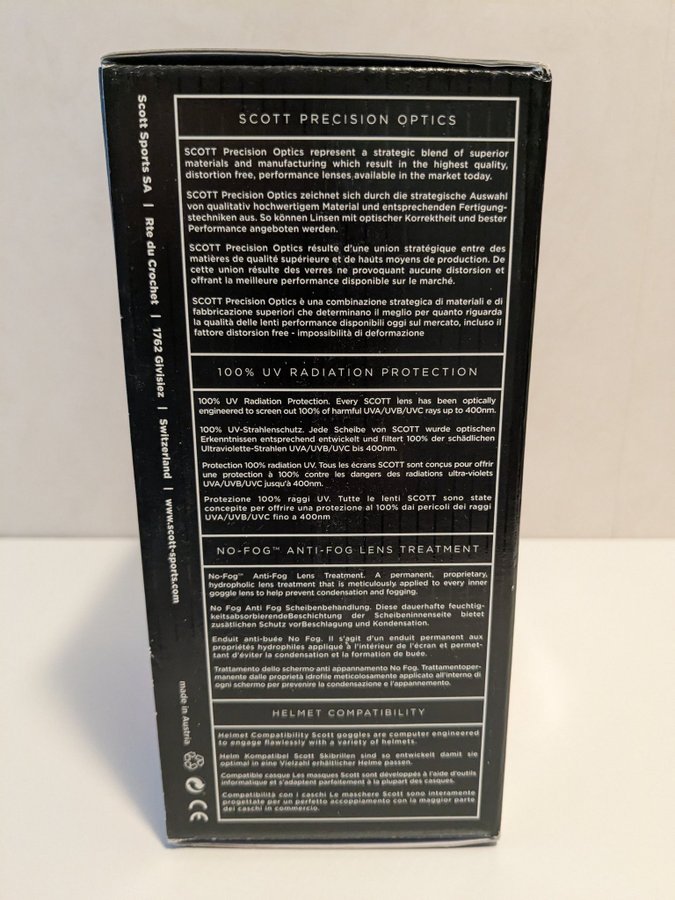 SCOTT PRECISION OPTICS
SCOTT Precision Optics represent a strategic blend of superior
materials and manufacturing which result in the highest quality,
distortion free, performance lenses available in the market today.
SCOTT Precision Optics zeichnet sich durch die strategische Auswahl
von qualitativ hochwertigem Material und entsprechenden Fertigung-
stechniken aus. So können Linsen mit optischer Korrektheit und bester
Performance angeboten werden.
SCOTT Precision Optics résulte d'une union stratégique entre des
matières de qualité supérieure et de hauts moyens de production. De
cette union résulte des verres ne provoquant aucune distorsion et
offrant la meilleure performance disponible sur le marché.
SCOTT Precision Optics è una combinazione strategica di materiali e di
fabbricazione superiori che determinano il meglio per quanto riguarda
la qualità delle lenti performance disponibili oggi sul mercato, incluso il
fattore distorsion free - impossibilità di deformazione
100% UV RADIATION PROTECTION
100% UV Radiation Protection. Every SCOTT lens has been optically
engineered to screen out 100% of harmful UVA/UVB/UVC rays up to 400nm.
100% UV-Strahlenschutz. Jede Scheibe von SCOTT wurde optischen
Erkenntnissen entsprechend entwickelt und filtert 100% der schädlichen
Ultraviolette-Strahlen UVA/UVB/UVC bis 400nm.
Protection 100% radiation UV. Tous les écrans SCOTT sont conçus pour offrir
une protection à 100% contre les dangers des radiations ultra-violets
UVA/UVB/UVC jusqu'à 400nm.
Protezione 100% raggi UV. Tutte le lenti SCOTT sono state
concepite per offrire una protezione al 100% dai pericoli dei raggi
UVA/UVB/UVC fino a 400nm
NO-FOG™ ANTI-FOG LENS TREATMENT
No-Fog™ Anti-Fog Lens Treatment. A permanent, proprietary,
hydropholic lens treatment that is meticulously applied to every inner
goggle lens to help prevent condensation and fogging.
No Fog Anti Fog Scheibenbehandlung. Diese dauerhafte feuchtig-
keitsabsorbierendeBeschichtung der Scheibeninnenseite bietet
zusätlichen Schutz vorBeschlagung und Kondensation.
Enduit anti-buée No Fog. Il s'agit d'un enduit permanent aux
propriétés hydrophiles appliqué à l'intérieur de l'écran et permet-
tant d'éviter la condensation et la formation de buée.
Trattamento dello schermo anti appannamento No Fog. Trattamentoper-
manente dalle proprietà idrofile meticolosamente applicato all'interno di
ogni schermo per prevenire la condensazione e l'appannemento.
HELMET COMPATIBILITY
Helmet Compatibility Scott goggles are computer engineered
to engage flawlessly with a variety of helmets.
Helm Kompatibel Scott Skibrillen sind so entwickelt damit sie
optimal in eine Vielzahl erhältlicher Helme passen.
Compatible casque Les masques Scott sont développés à l'aide d'outils
informatique et s'adaptent parfaitement à la plupart des casques.
Compatibilità con i caschi Le maschere Scott sono interamente
progettate per un perfetto accoppiamento con la maggior parte
dei caschi in commercio.
Scott Sports SA | Rte du Crochet | 1762 Givisiez | Switzerland | www.scott-sports.com
made in Austria
CE